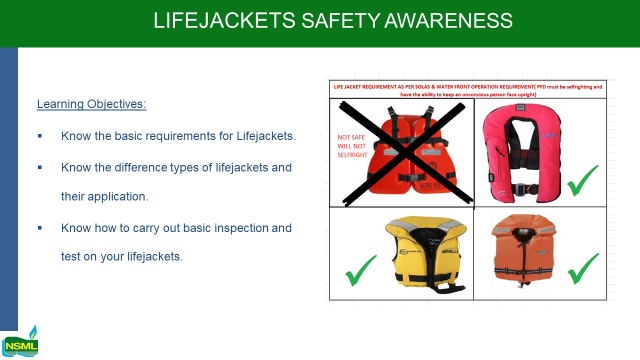 LIFEJACKETS SAFETY AWARENESS
Learning Objectives:
▪ Know the basic requirements for Lifejackets.
▪ Know the difference types of lifejackets and
their application.
▪ Know how to carry out basic inspection and
test on your lifejackets.
LIFE JACKET REQUIREMENT AS PER SOLAS & WATER FRONT OPERATION REQUIREMENT( PFD must be selfrighting and
have the ability to keep an unconcious person face upright)
NOT SAFE
WILL NOT
SELFRIGHT
WORK VEST
NSML